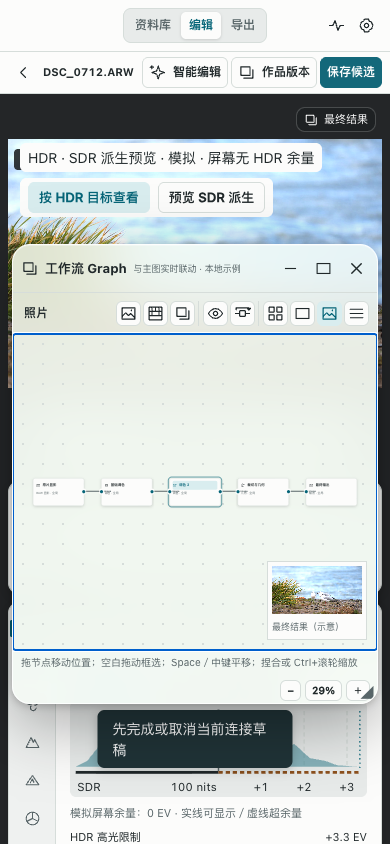 资料库 编辑 导出
DSC_0712.ARW 智能编辑 作品版本 保存候选
最终结果
HDR · SDR 派生预览 · 模拟 · 屏幕无 HDR 余量
按 HDR 目标查看 预览 SDR 派生
工作流 Graph 与主图实时联动 · 本地示例
照片
最终结果（示意）
拖节点移动位置；空白拖动框选；Space / 中键平移；捏合或 Ctrl+滚轮缩放
− 29% +
先完成或取消当前连接草
稿
SDR 100 nits +1 +2 +3
模拟屏幕余量：0 EV · 实线可显示 / 虚线超余量
HDR 高光限制 +3.3 EV